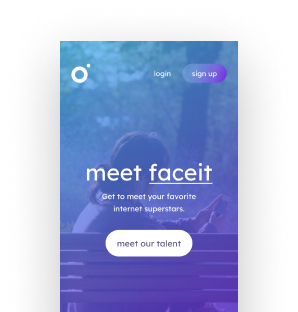 login
sign up
meet faceit
Get to meet your favorite
internet superstars.
meet our talent